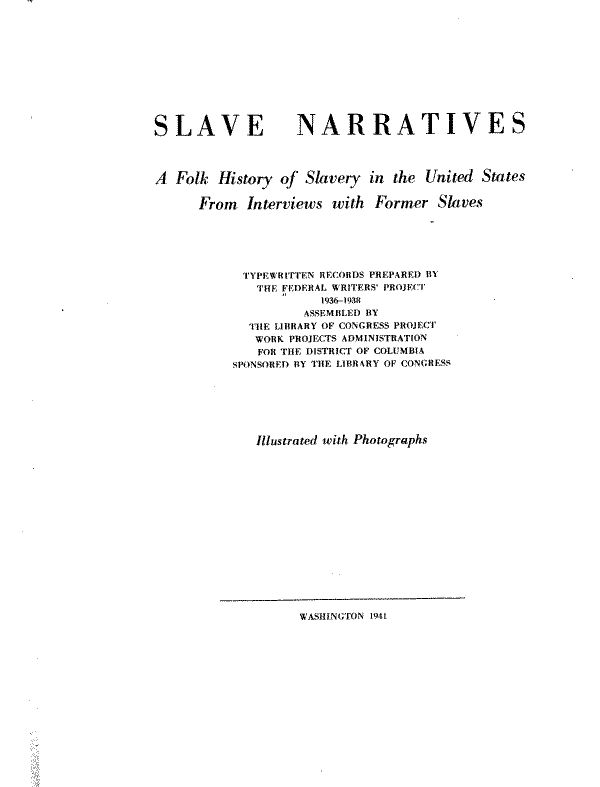 SLAVE NARRATIVES
A Folk History of Slavery in the United States
From Interviews with Former Slaves
TYPEWRITTEN RECORDS PREPARED BY
THE FEDERAL WRITERS' PROJECT
1936–1938
ASSEMBLED BY
THE LIBRARY OF CONGRESS PROJECT
WORK PROJECTS ADMINISTRATION
FOR THE DISTRICT OF COLUMBIA
SPONSORED BY THE LIBRARY OF CONGRESS
Illustrated with Photographs
WASHINGTON 1941